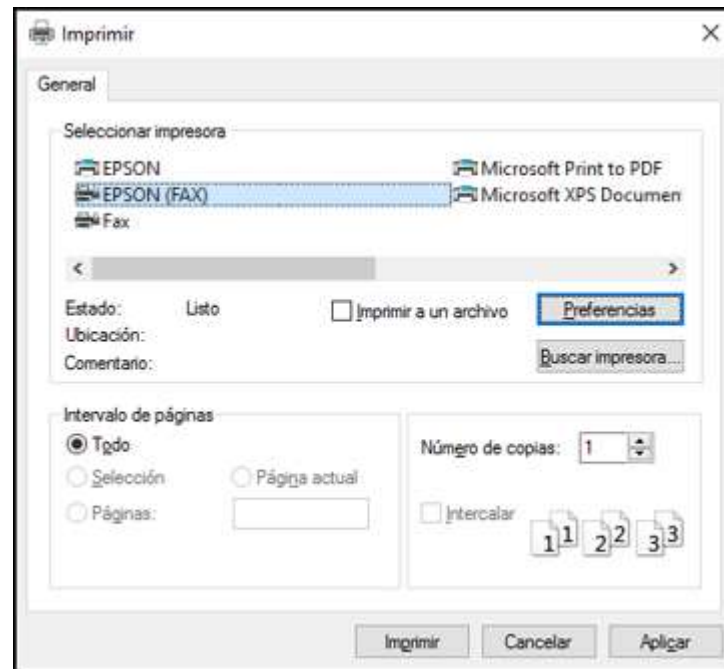 Imprimir
General
Seleccionar impresora
EPSON
Microsoft Print to PDF
EPSON (FAX)
Microsoft XPS Documen
Fax
Estado: Listo
Imprimir a un archivo
Preferencias
Ubicación:
Comentario:
Buscar impresora...
Intervalo de páginas
Todo
Selección
Página actual
Páginas:
Número de copias: 1
Intercalar
1 1 2 2 3 3
Imprimir
Cancelar
Aplicar